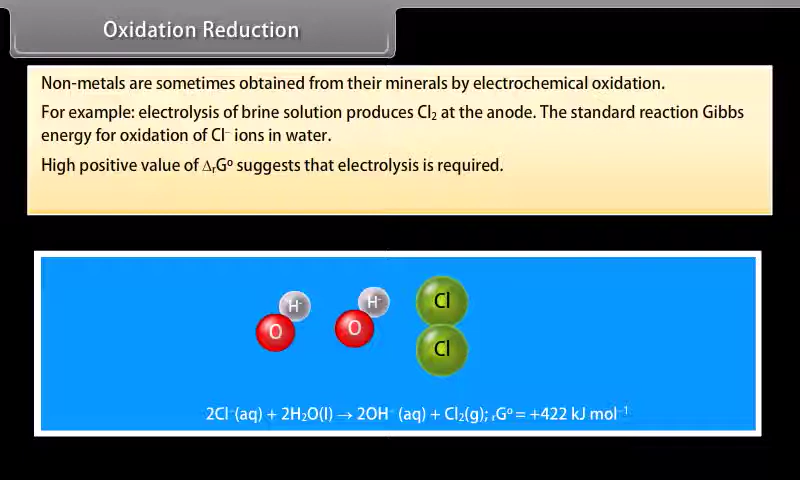 Oxidation Reduction
Non-metals are sometimes obtained from their minerals by electrochemical oxidation.
For example: electrolysis of brine solution produces Cl₂ at the anode. The standard reaction Gibbs
energy for oxidation of Cl⁻ ions in water.
High positive value of ΔᵣG⁰ suggests that electrolysis is required.
H⁻ H⁻ Cl
O O Cl
2Cl⁻(aq) + 2H₂O(l) → 2OH⁻ (aq) + Cl₂(g); ᵣG⁰ = +422 kJ mol⁻¹